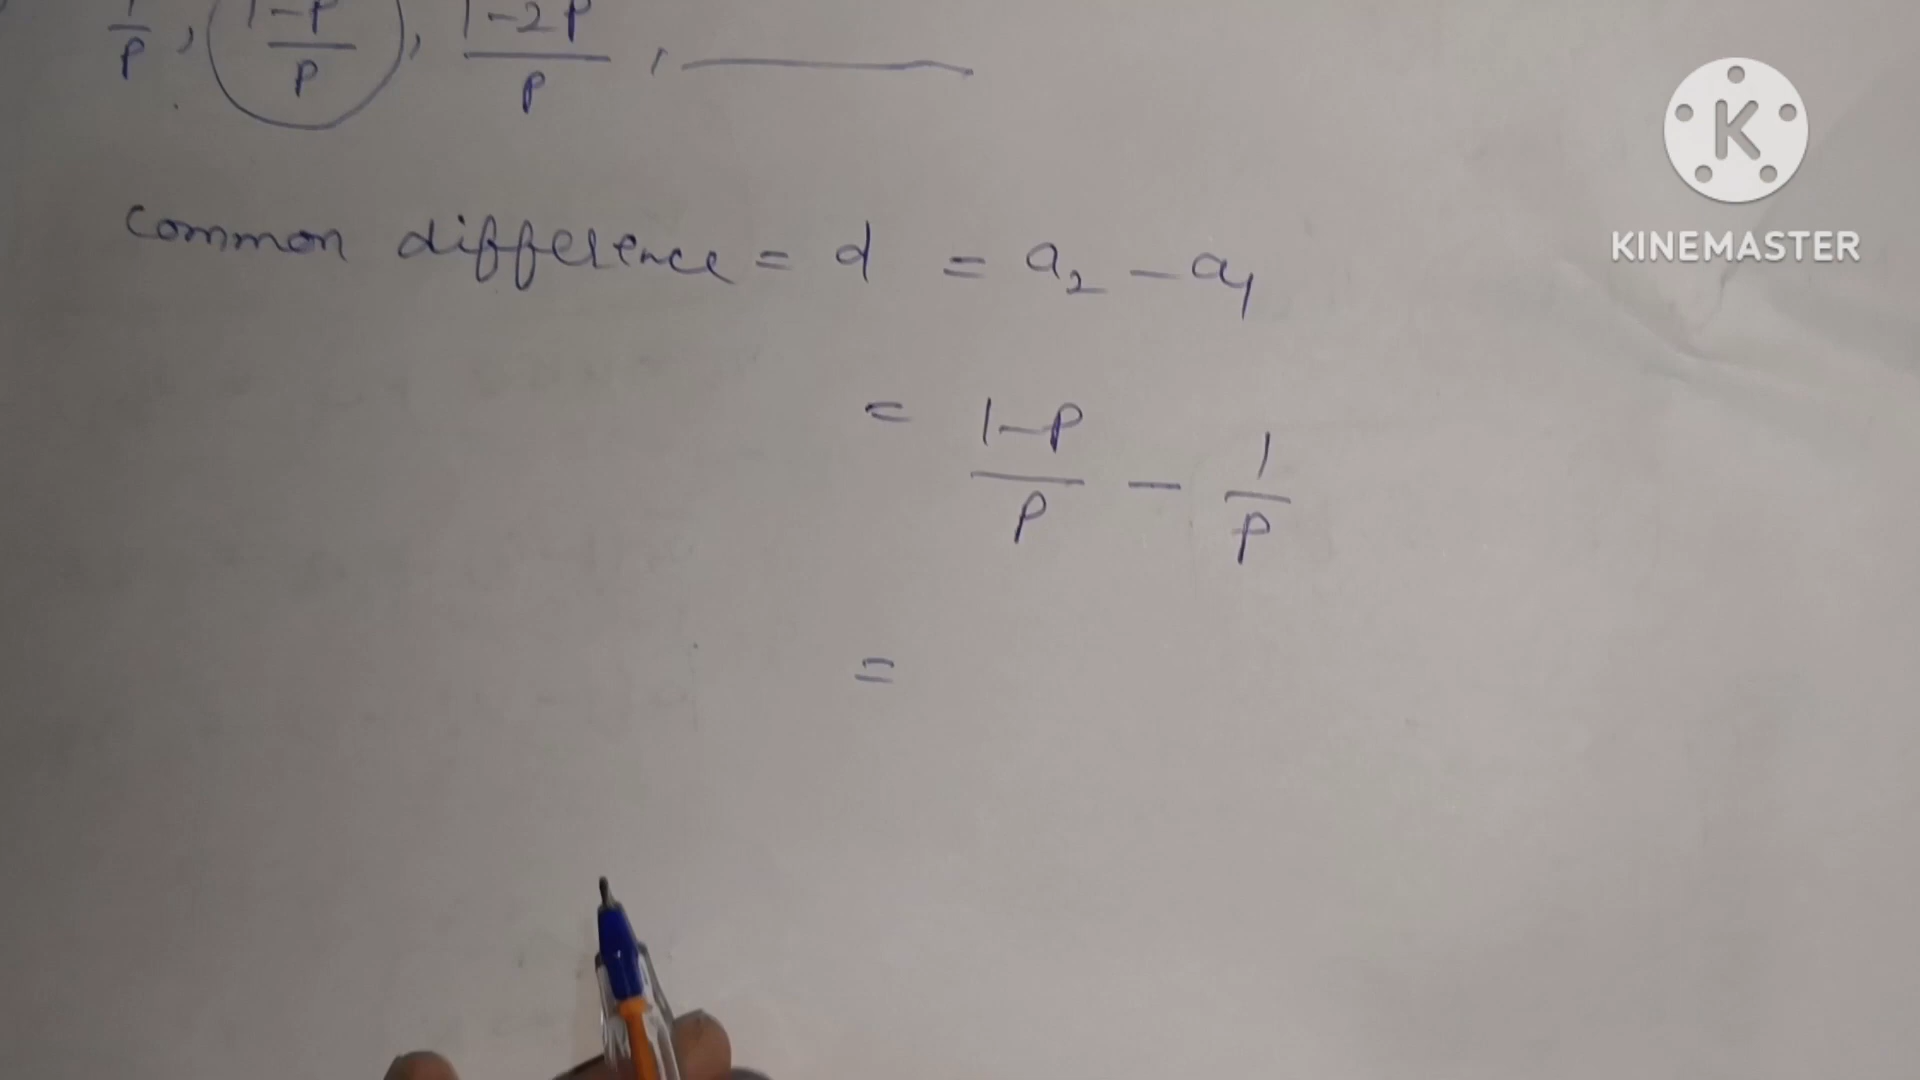 1/P , (1-P)/P , (1-2P)/P , ______
KINEMASTER
common difference = d = a₂ - a₁
= (1-P)/P - 1/P
=